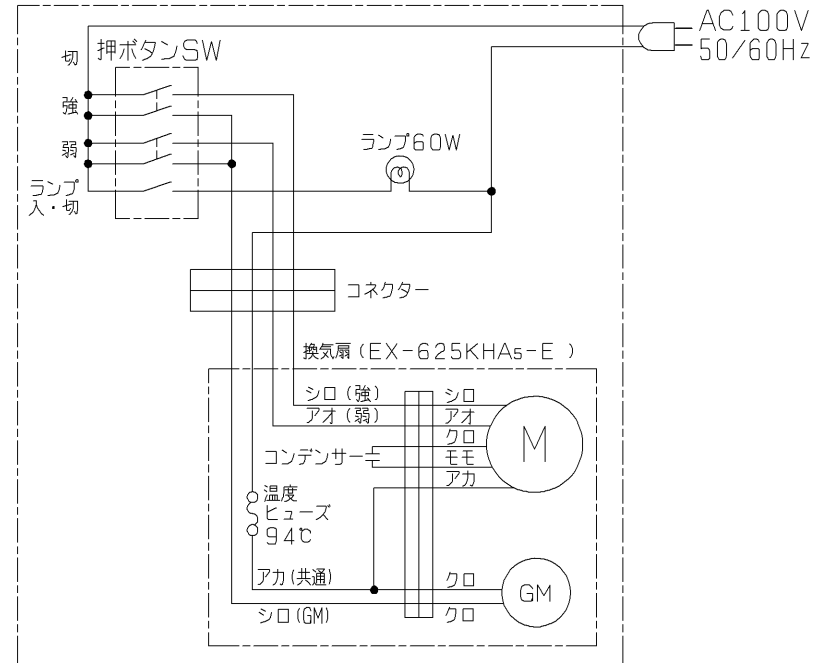 AC100V
50/60Hz
押ボタンSW
切
強
弱
ランプ
入・切
ランプ60W
コネクター
換気扇(EX-625KHA5-E )
シロ(強)
アオ(弱)
シロ
アオ
クロ
モモ
アカ
コンデンサー
M
温度
ヒューズ
94℃
アカ(共通)
シロ(GM)
クロ
クロ
GM